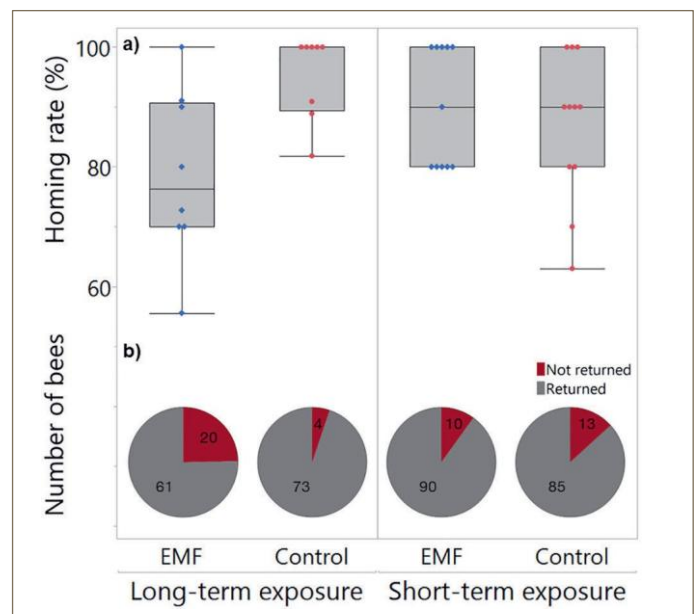 a)
Homing rate (%)
100
80
60
b)
Number of bees
Not returned
Returned
20
61
4
73
10
90
13
85
EMF Control EMF Control
Long-term exposure Short-term exposure